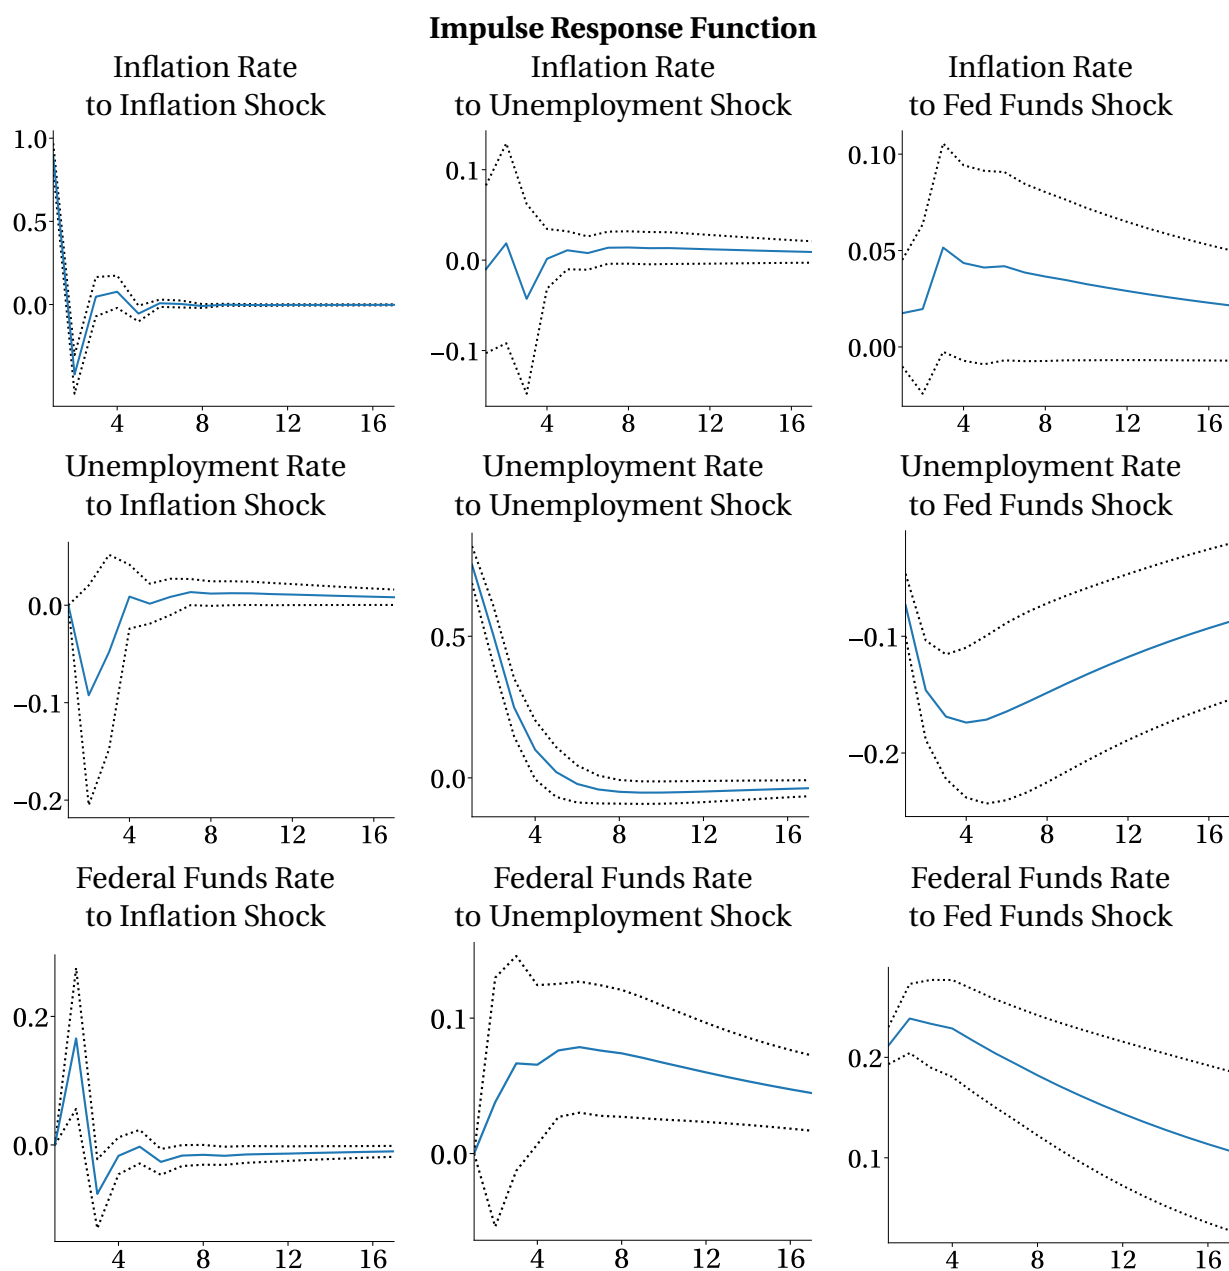 Impulse Response Function
Inflation Rate
to Inflation Shock
Inflation Rate
to Unemployment Shock
Inflation Rate
to Fed Funds Shock
1.0
0.5
0.0
4 8 12 16
0.1
0.0
−0.1
4 8 12 16
0.10
0.05
0.00
4 8 12 16
Unemployment Rate
to Inflation Shock
Unemployment Rate
to Unemployment Shock
Unemployment Rate
to Fed Funds Shock
0.0
−0.1
−0.2
4 8 12 16
0.5
0.0
4 8 12 16
−0.1
−0.2
4 8 12 16
Federal Funds Rate
to Inflation Shock
Federal Funds Rate
to Unemployment Shock
Federal Funds Rate
to Fed Funds Shock
0.2
0.0
4 8 12 16
0.1
0.0
4 8 12 16
0.2
0.1
4 8 12 16